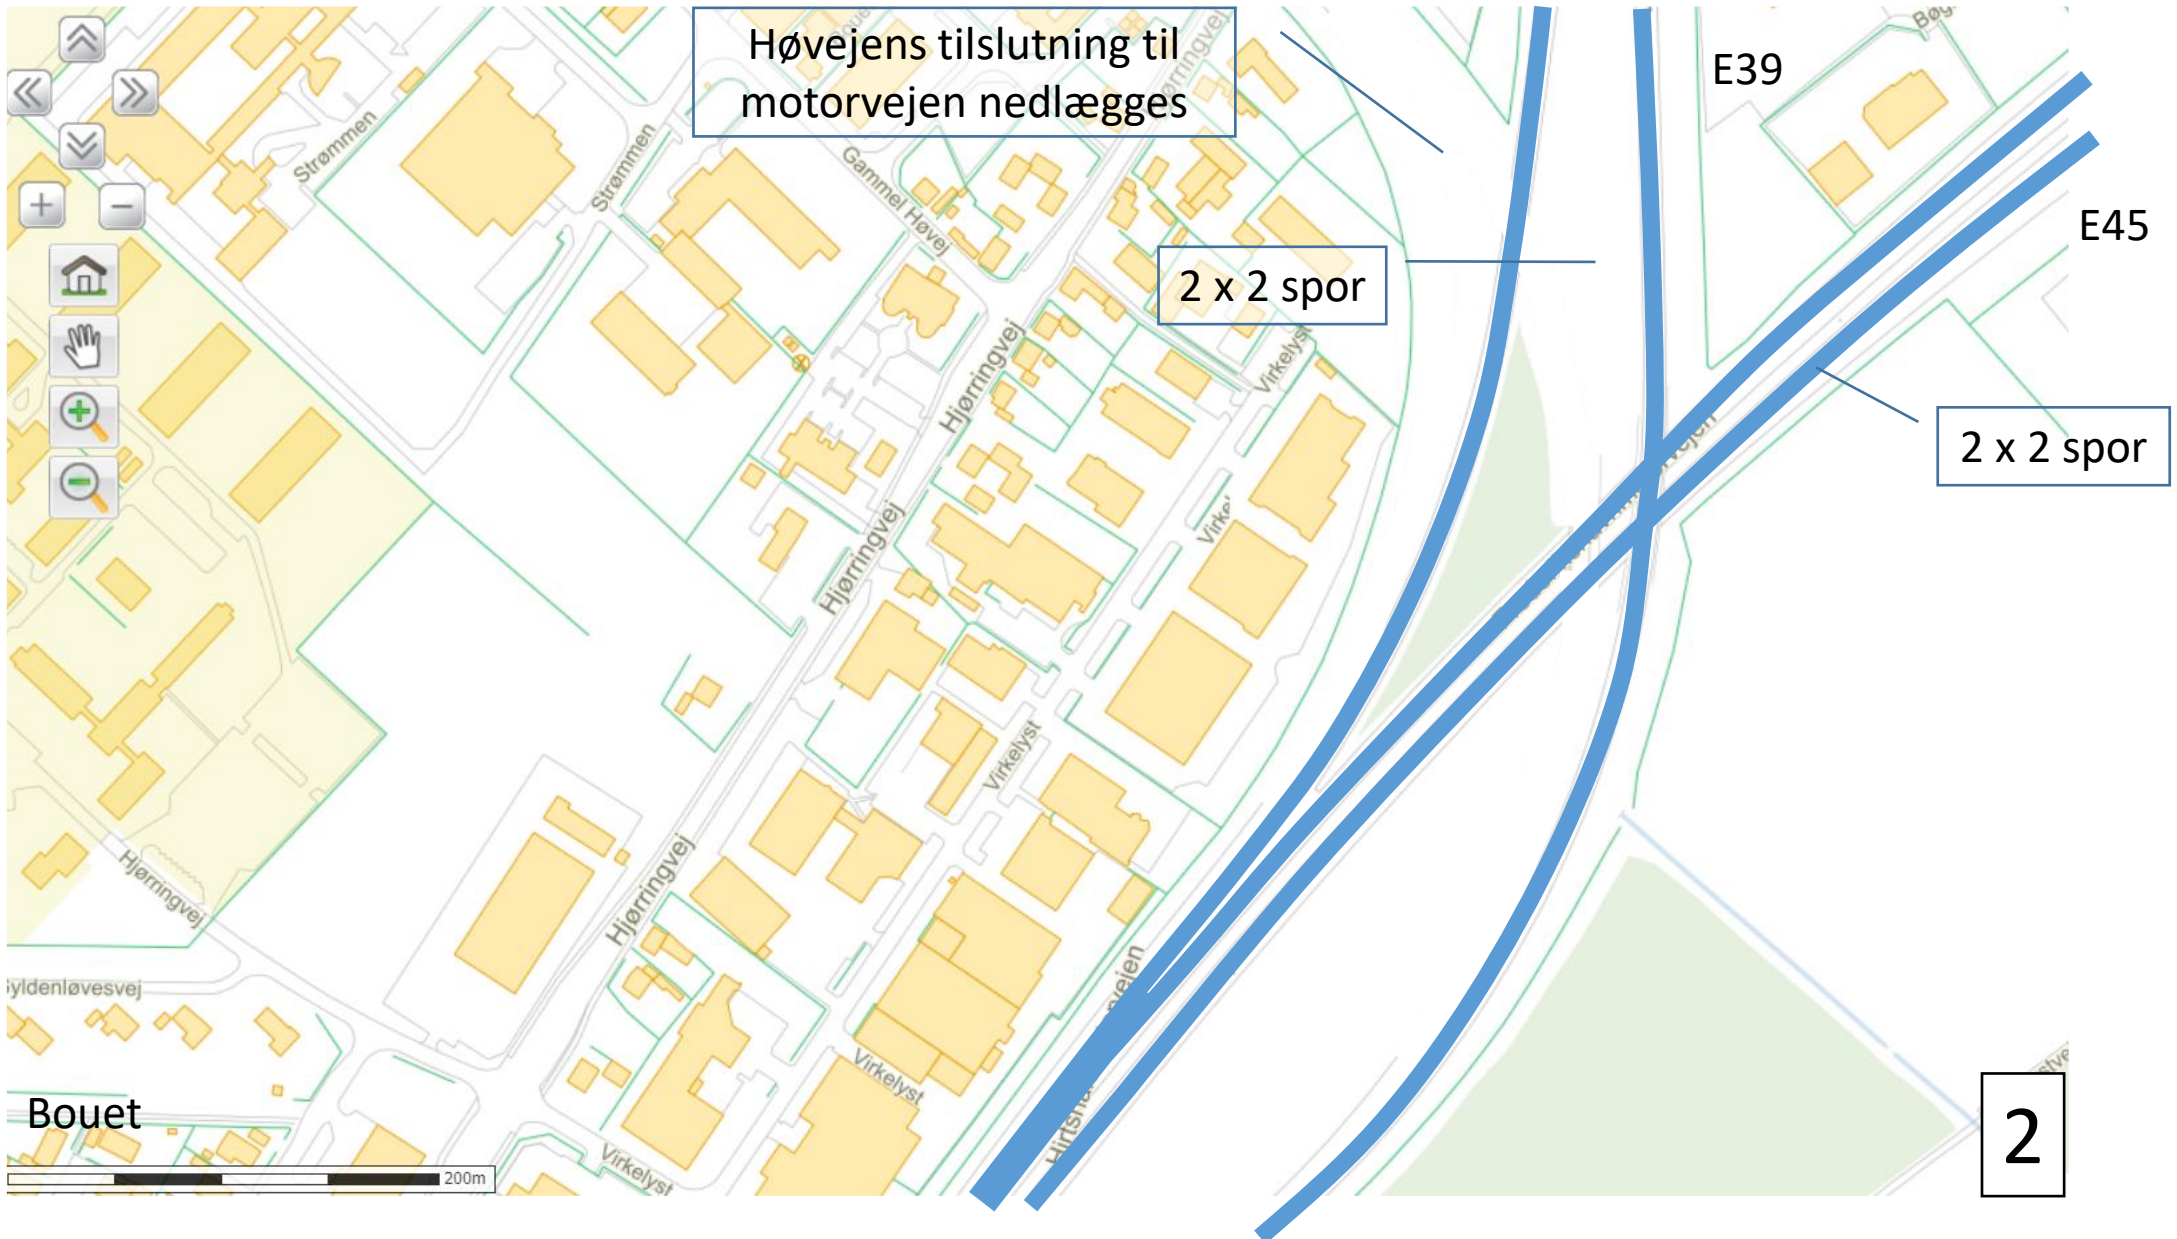 Høvejens tilslutning til
motorvejen nedlægges
E39
E45
2 x 2 spor
2 x 2 spor
Strømmen
Strømmen
Gammel Høvej
Hjørringvej
Hjørringvej
Hjørringvej
Hjørringvej
Virkelyst
Virkelyst
Virkelyst
Virkelyst
Bouet
200m
2